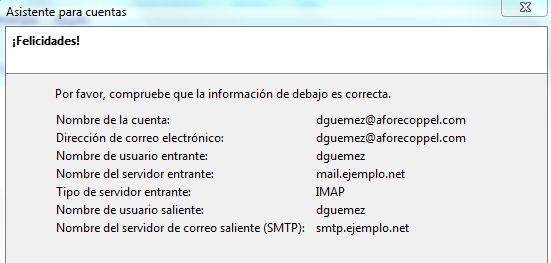 Asistente para cuentas
¡Felicidades!
Por favor, compruebe que la información de debajo es correcta.
Nombre de la cuenta: dguemez@aforecoppel.com
Dirección de correo electrónico: dguemez@aforecoppel.com
Nombre de usuario entrante: dguemez
Nombre del servidor entrante: mail.ejemplo.net
Tipo de servidor entrante: IMAP
Nombre de usuario saliente: dguemez
Nombre del servidor de correo saliente (SMTP): smtp.ejemplo.net